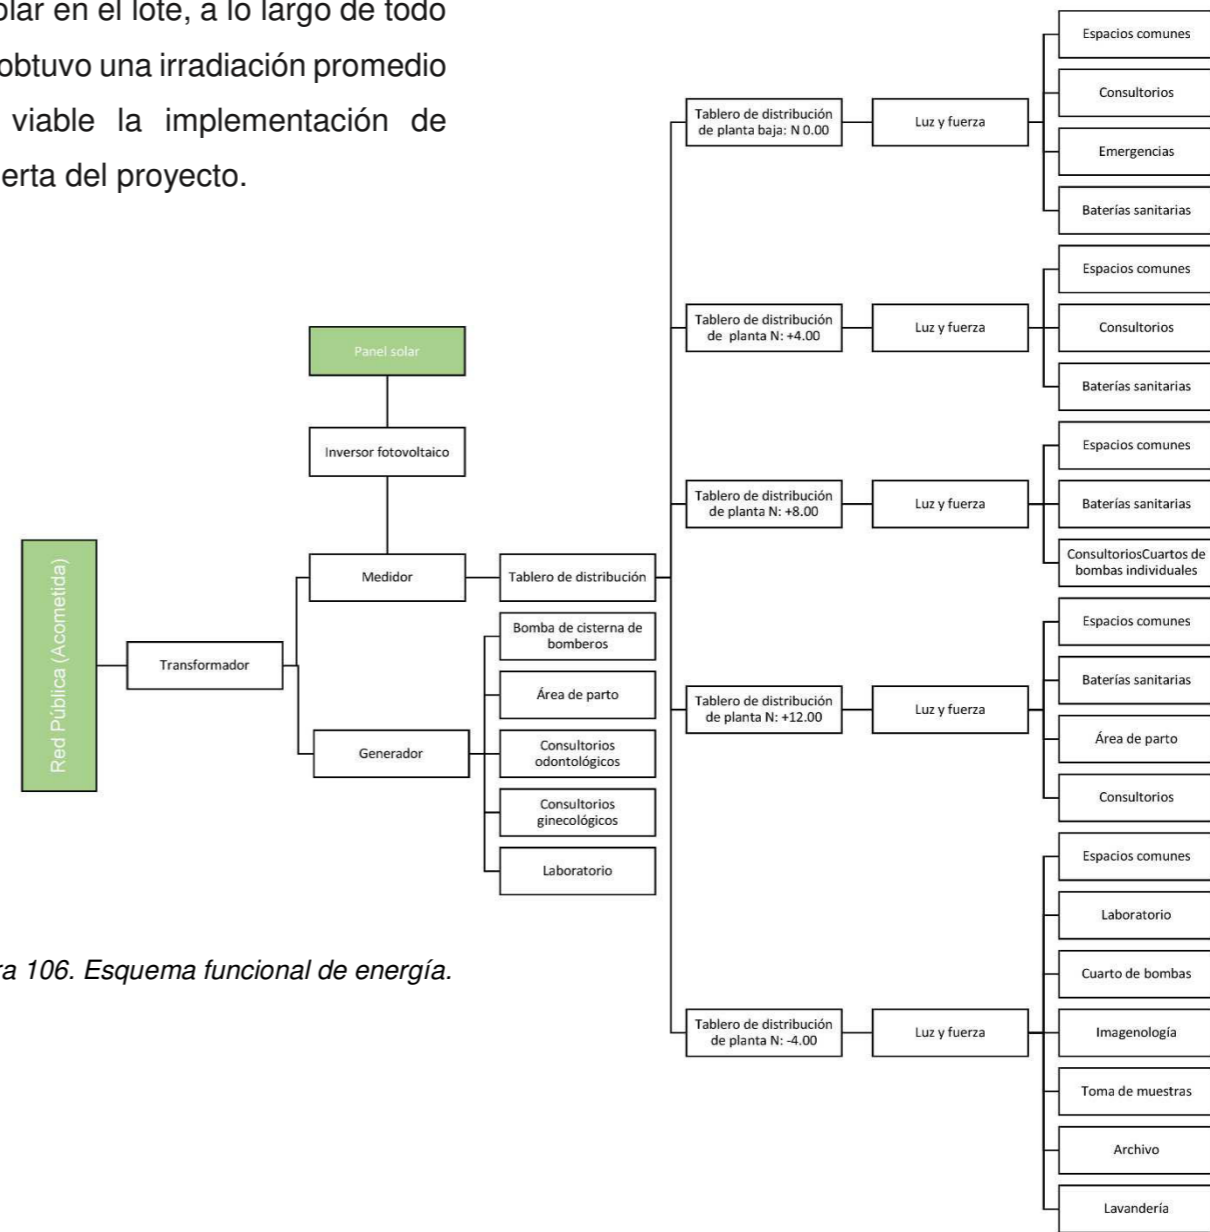 olar en el lote, a lo largo de todo
obtuvo una irradiación promedio
viable la implementación de
erta del proyecto.
Panel solar
Inversor fotovoltaico
Red Pública (Acometida)
Transformador
Medidor
Generador
Tablero de distribución
Bomba de cisterna de
bomberos
Área de parto
Consultorios
odontológicos
Consultorios
ginecológicos
Laboratorio
Tablero de distribución
de planta baja: N 0.00
Luz y fuerza
Espacios comunes
Consultorios
Emergencias
Baterías sanitarias
Tablero de distribución
de planta N: +4.00
Luz y fuerza
Espacios comunes
Consultorios
Baterías sanitarias
Tablero de distribución
de planta N: +8.00
Luz y fuerza
Espacios comunes
Baterías sanitarias
ConsultoriosCuartos de
bombas individuales
Tablero de distribución
de planta N: +12.00
Luz y fuerza
Espacios comunes
Baterías sanitarias
Área de parto
Consultorios
Tablero de distribución
de planta N: -4.00
Luz y fuerza
Espacios comunes
Laboratorio
Cuarto de bombas
Imagenología
Toma de muestras
Archivo
Lavandería
ra 106. Esquema funcional de energía.